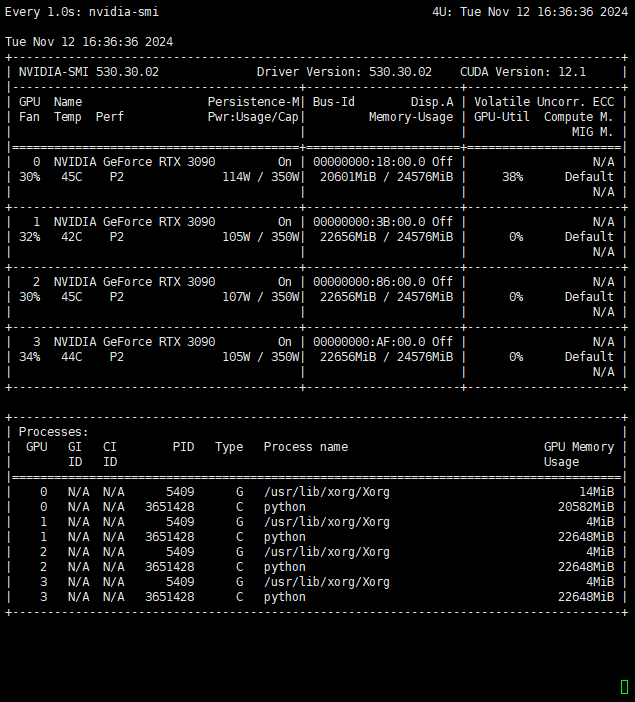 Every 1.0s: nvidia-smi                                       4U: Tue Nov 12 16:36:36 2024

Tue Nov 12 16:36:36 2024
+---------------------------------------------------------------------------------------+
| NVIDIA-SMI 530.30.02              Driver Version: 530.30.02    CUDA Version: 12.1     |
|-----------------------------------------+----------------------+----------------------+
| GPU  Name                  Persistence-M| Bus-Id        Disp.A | Volatile Uncorr. ECC |
| Fan  Temp  Perf            Pwr:Usage/Cap|         Memory-Usage | GPU-Util  Compute M. |
|                                         |                      |               MIG M. |
|=========================================+======================+======================|
|   0  NVIDIA GeForce RTX 3090         On | 00000000:18:00.0 Off |                  N/A |
| 30%   45C    P2            114W / 350W|  20601MiB / 24576MiB |     38%      Default |
|                                         |                      |                  N/A |
+-----------------------------------------+----------------------+----------------------+
|   1  NVIDIA GeForce RTX 3090         On | 00000000:3B:00.0 Off |                  N/A |
| 32%   42C    P2            105W / 350W|  22656MiB / 24576MiB |      0%      Default |
|                                         |                      |                  N/A |
+-----------------------------------------+----------------------+----------------------+
|   2  NVIDIA GeForce RTX 3090         On | 00000000:86:00.0 Off |                  N/A |
| 30%   45C    P2            107W / 350W|  22656MiB / 24576MiB |      0%      Default |
|                                         |                      |                  N/A |
+-----------------------------------------+----------------------+----------------------+
|   3  NVIDIA GeForce RTX 3090         On | 00000000:AF:00.0 Off |                  N/A |
| 34%   44C    P2            105W / 350W|  22656MiB / 24576MiB |      0%      Default |
|                                         |                      |                  N/A |
+-----------------------------------------+----------------------+----------------------+

+---------------------------------------------------------------------------------------+
| Processes:                                                                            |
|  GPU   GI   CI        PID   Type   Process name                            GPU Memory |
|        ID   ID                                                             Usage      |
|=======================================================================================|
|    0   N/A  N/A      5409      G   /usr/lib/xorg/Xorg                           14MiB |
|    0   N/A  N/A   3651428      C   python                                    20582MiB |
|    1   N/A  N/A      5409      G   /usr/lib/xorg/Xorg                            4MiB |
|    1   N/A  N/A   3651428      C   python                                    22648MiB |
|    2   N/A  N/A      5409      G   /usr/lib/xorg/Xorg                            4MiB |
|    2   N/A  N/A   3651428      C   python                                    22648MiB |
|    3   N/A  N/A      5409      G   /usr/lib/xorg/Xorg                            4MiB |
|    3   N/A  N/A   3651428      C   python                                    22648MiB |
+---------------------------------------------------------------------------------------+